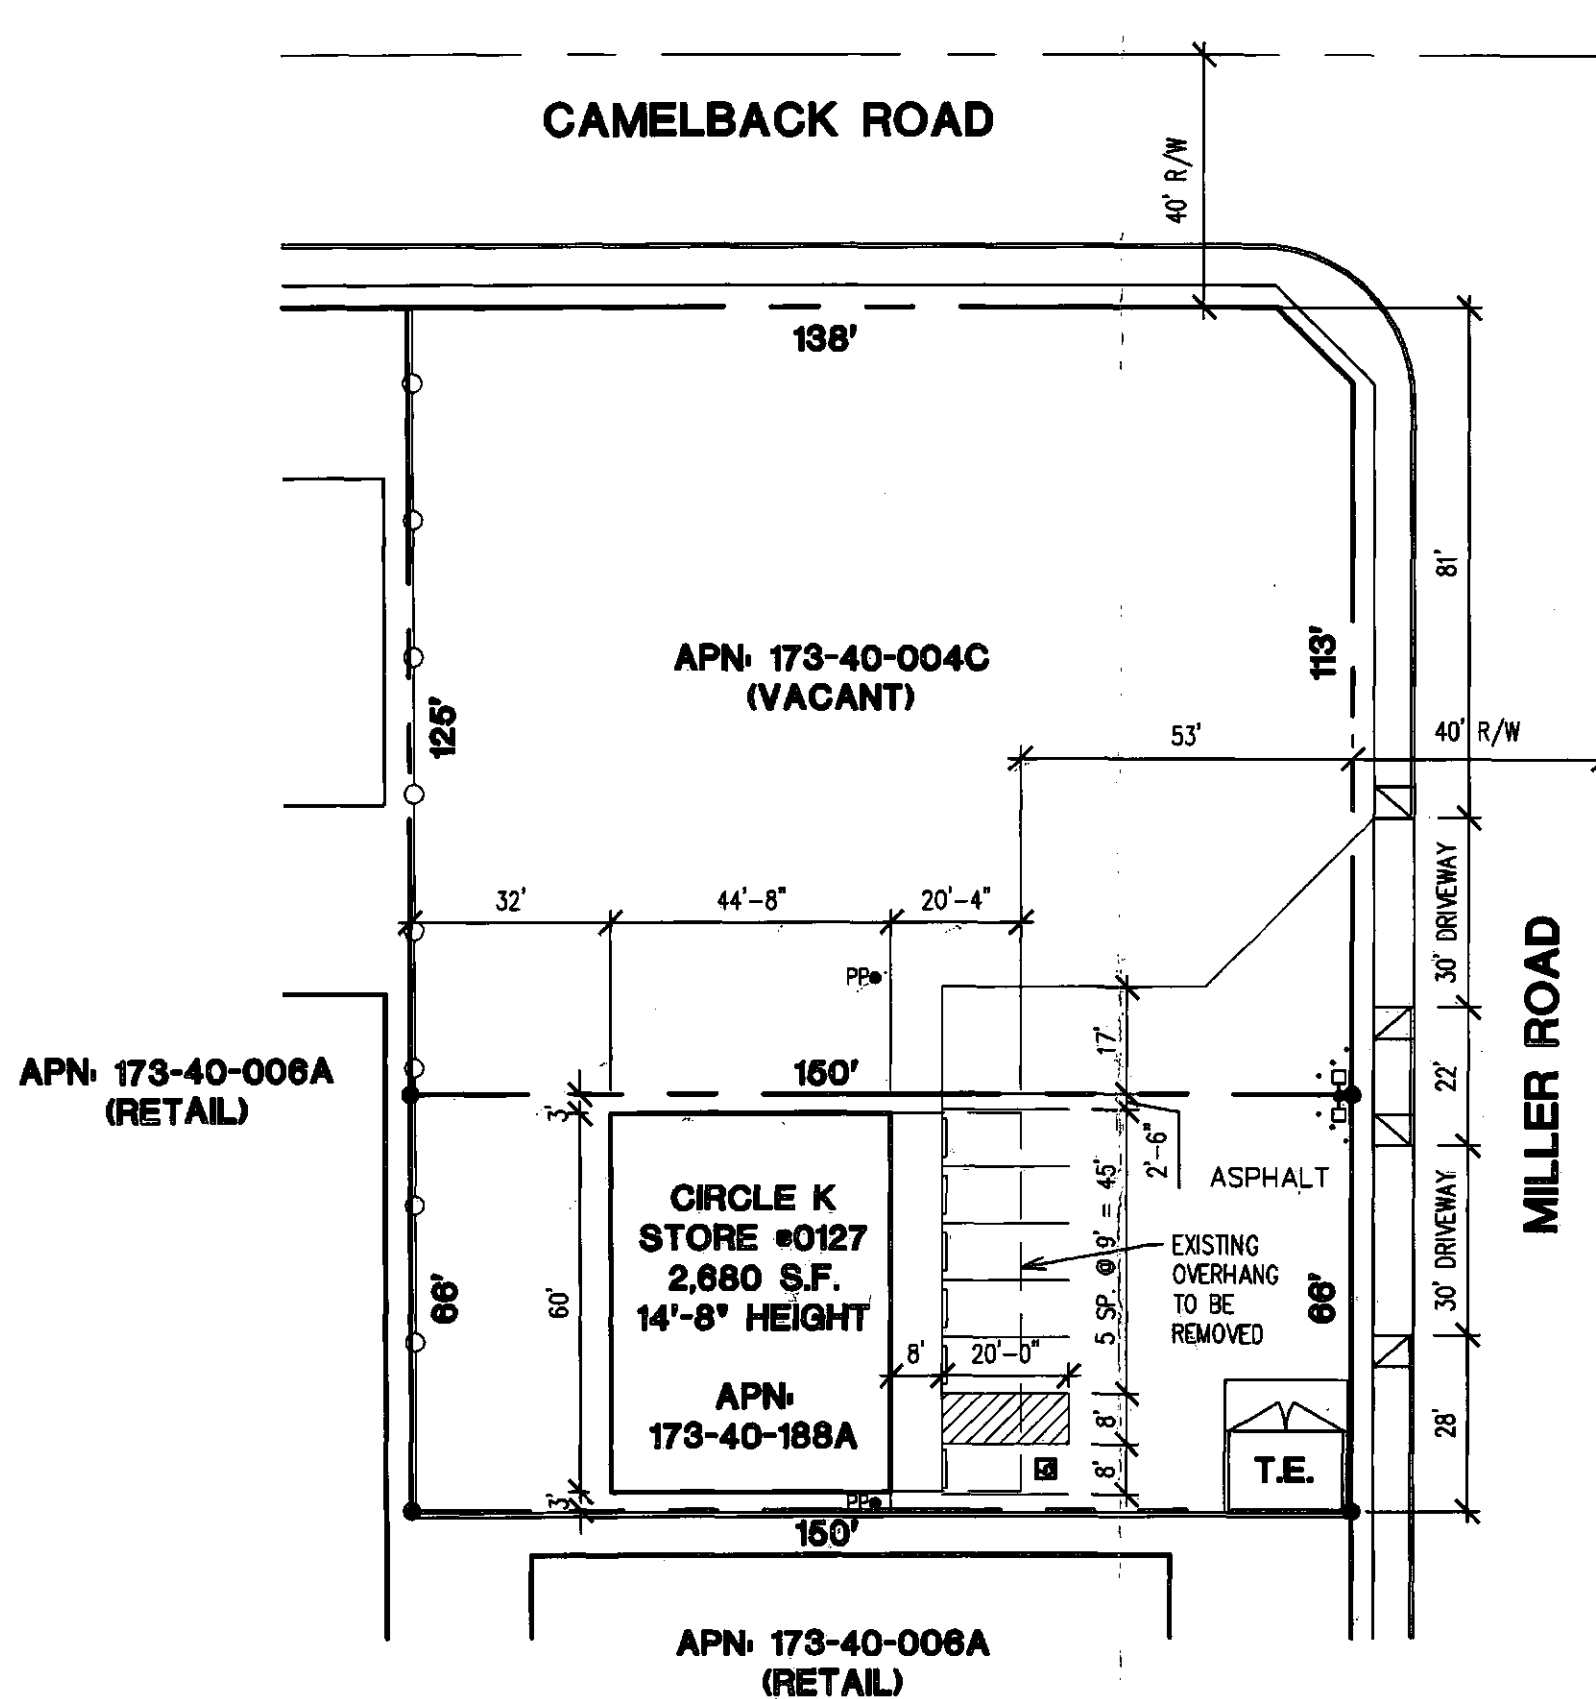 CAMELBACK ROAD
40' R/W
138'
81'
113'
APN: 173-40-004C
(VACANT)
125'
53'
40' R/W
32'
44'-8"
20'-4"
30' DRIVEWAY
PP
MILLER ROAD
17'
APN: 173-40-006A
(RETAIL)
150'
22'
3'
2'-6"
ASPHALT
CIRCLE K
STORE #0127
2,680 S.F.
14'-8" HEIGHT
APN:
173-40-188A
5 SP. @ 9' = 45'
EXISTING
OVERHANG
TO BE
REMOVED
30' DRIVEWAY
66'
60'
66'
8'
20'-0"
8'
28'
8'
T.E.
3'
PP
150'
APN: 173-40-006A
(RETAIL)